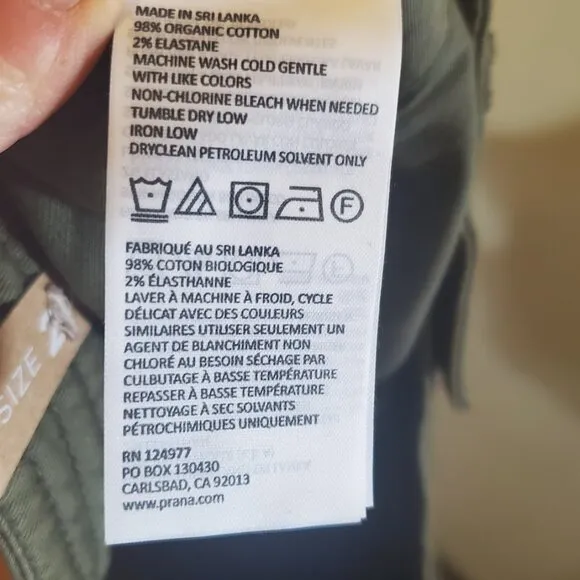 MADE IN SRI LANKA
98% ORGANIC COTTON
2% ELASTANE
MACHINE WASH COLD GENTLE
WITH LIKE COLORS
NON-CHLORINE BLEACH WHEN NEEDED
TUMBLE DRY LOW
IRON LOW
DRYCLEAN PETROLEUM SOLVENT ONLY
F
FABRIQUÉ AU SRI LANKA
98% COTON BIOLOGIQUE
2% ÉLASTHANNE
LAVER À MACHINE À FROID, CYCLE
DÉLICAT AVEC DES COULEURS
SIMILAIRES UTILISER SEULEMENT UN
AGENT DE BLANCHIMENT NON
CHLORÉ AU BESOIN SÉCHAGE PAR
CULBUTAGE À BASSE TEMPÉRATURE
REPASSER À BASSE TEMPÉRATURE
NETTOYAGE À SEC SOLVANTS
PÉTROCHIMIQUES UNIQUEMENT
RN 124977
PO BOX 130430
CARLSBAD, CA 92013
www.prana.com
SIZE